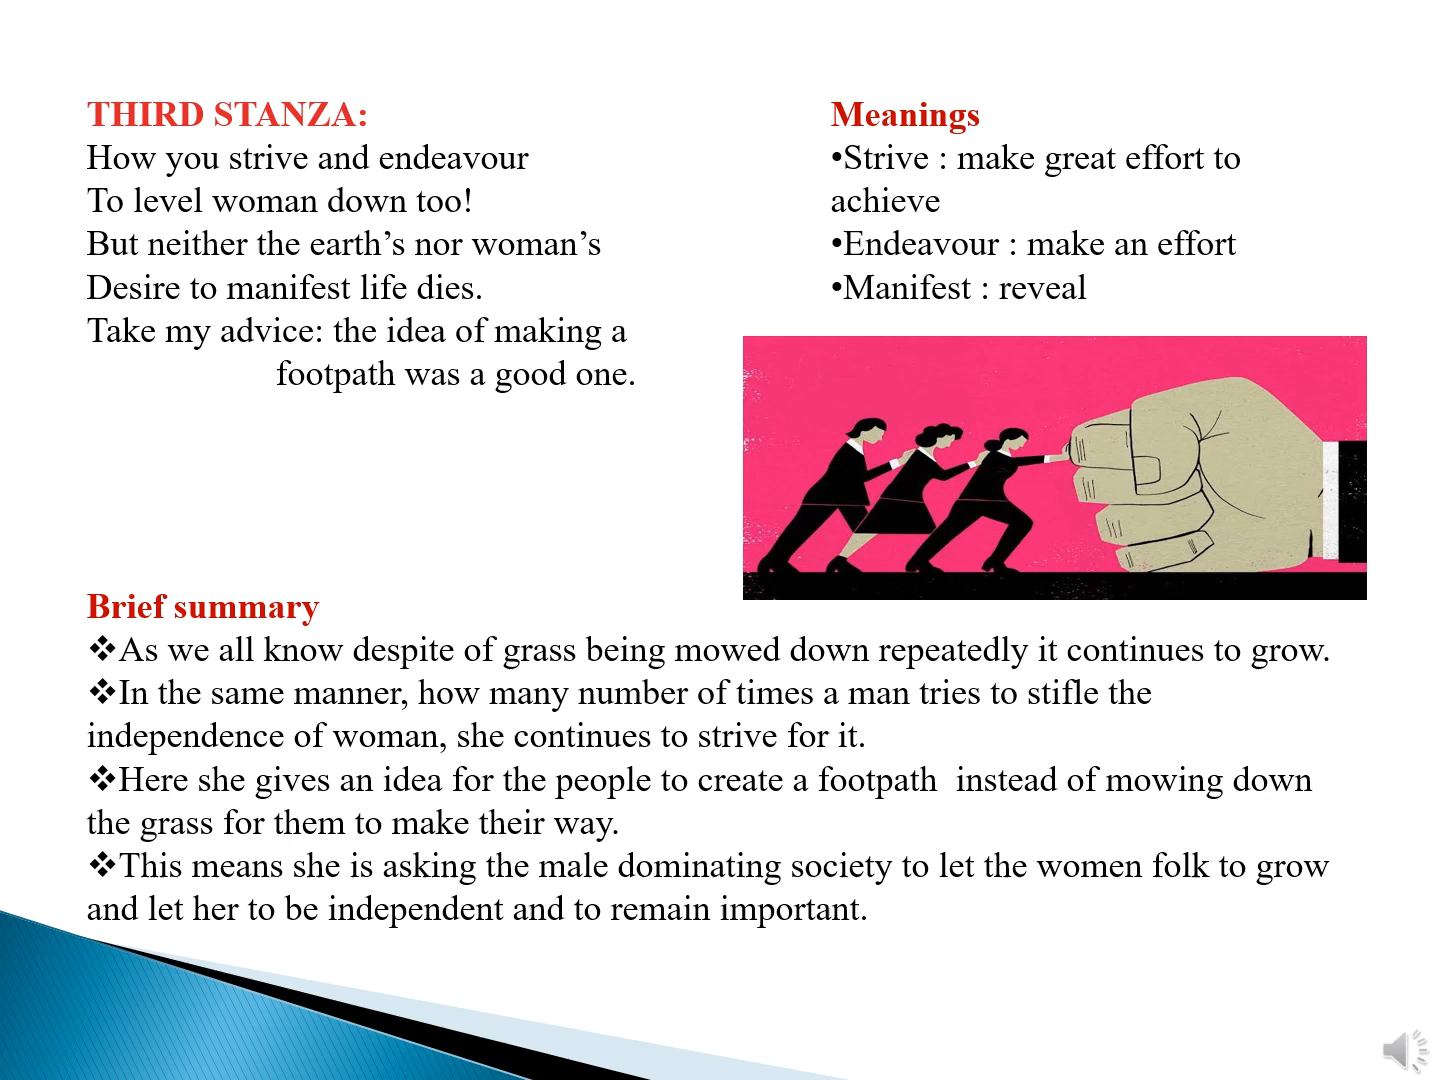 THIRD STANZA:
How you strive and endeavour
To level woman down too!
But neither the earth’s nor woman’s
Desire to manifest life dies.
Take my advice: the idea of making a
footpath was a good one.
Meanings
•Strive : make great effort to
achieve
•Endeavour : make an effort
•Manifest : reveal
Brief summary
❖As we all know despite of grass being mowed down repeatedly it continues to grow.
❖In the same manner, how many number of times a man tries to stifle the
independence of woman, she continues to strive for it.
❖Here she gives an idea for the people to create a footpath  instead of mowing down
the grass for them to make their way.
❖This means she is asking the male dominating society to let the women folk to grow
and let her to be independent and to remain important.